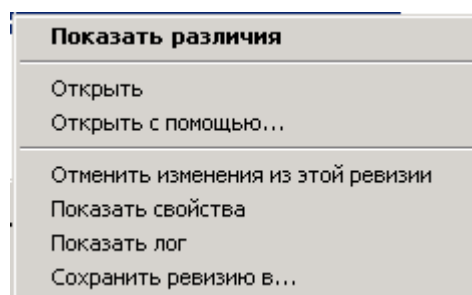 Показать различия
Открыть
Открыть с помощью...
Отменить изменения из этой ревизии
Показать свойства
Показать лог
Сохранить ревизию в...